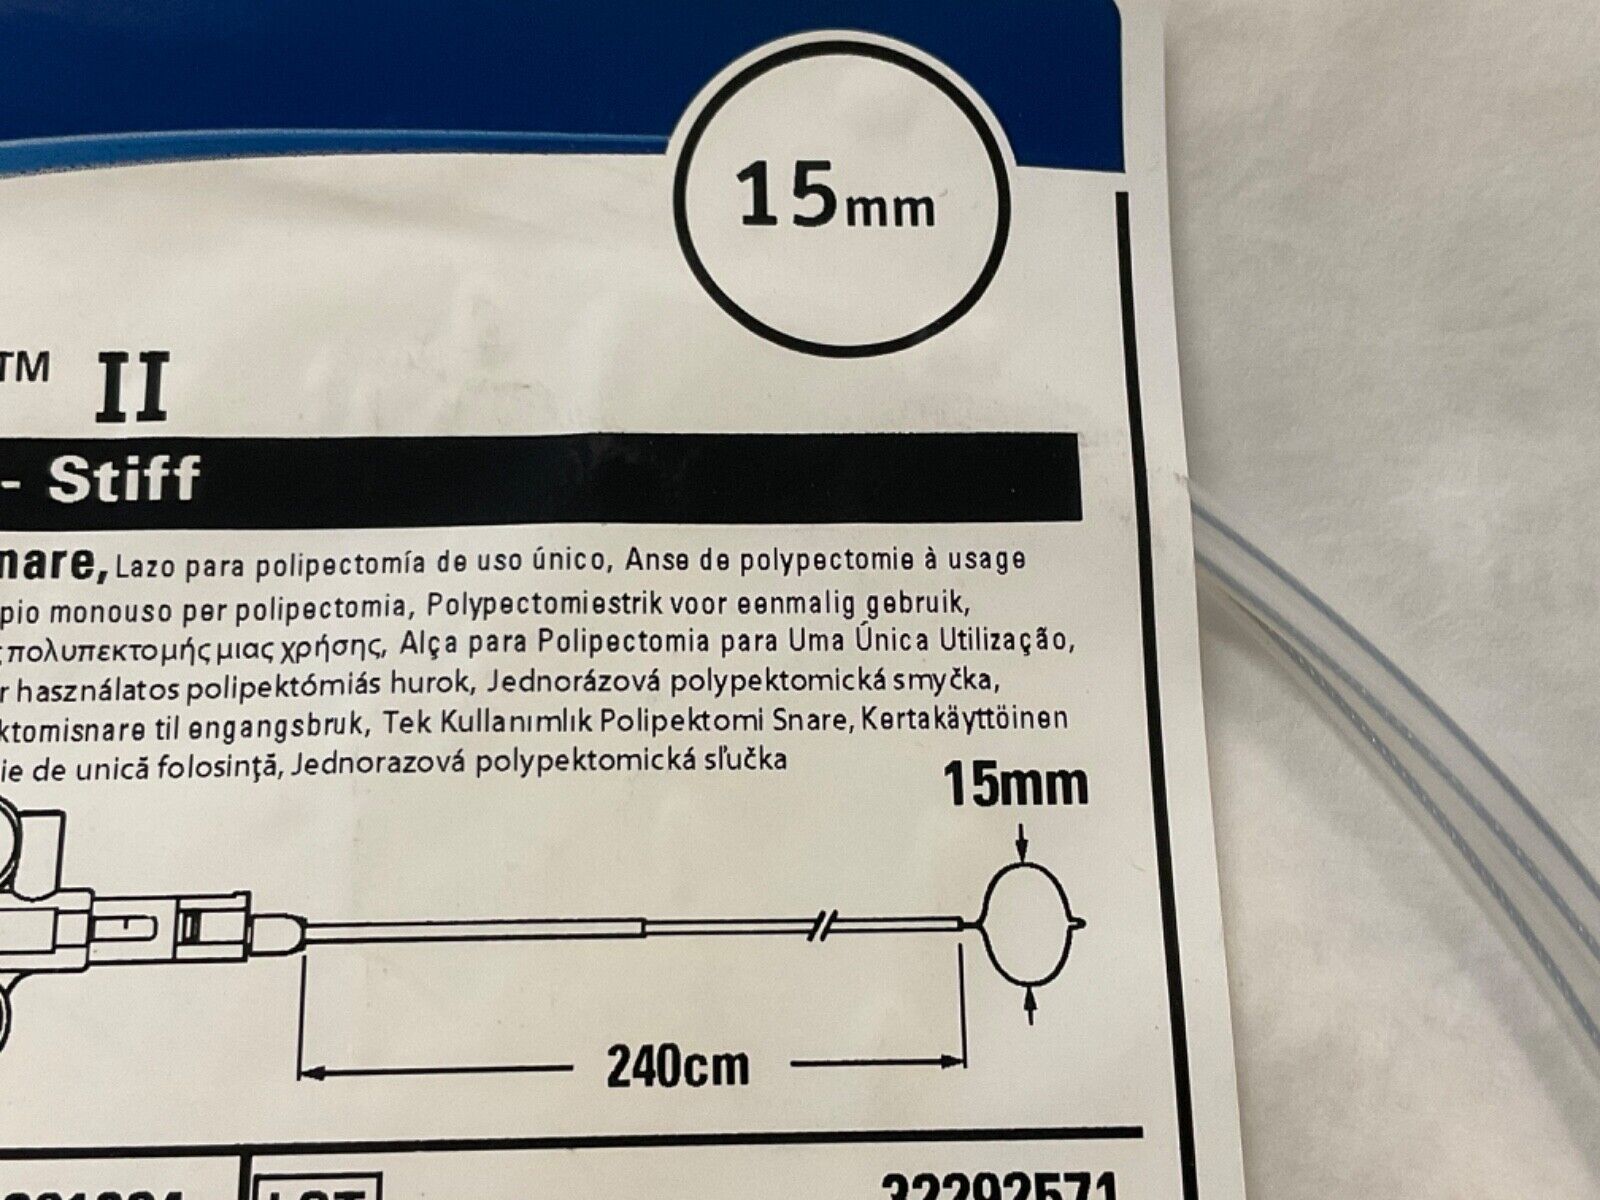 15mm
™ II
- Stiff
nare, Lazo para polipectomía de uso único, Anse de polypectomie à usage
pio monouso per polipectomia, Polypectomiestrik voor eenmalig gebruik,
ς πολυπεκτομής μιας χρήσης, Alça para Polipectomia para Uma Única Utilização,
r használatos polipektómiás hurok, Jednorázová polypektomická smyčka,
ktomisnare til engangsbruk, Tek Kullanımlık Polipektomi Snare, Kertakäyttöinen
ie de unică folosinţă, Jednorazová polypektomická sľučka
15mm
240cm
LOT 32292571